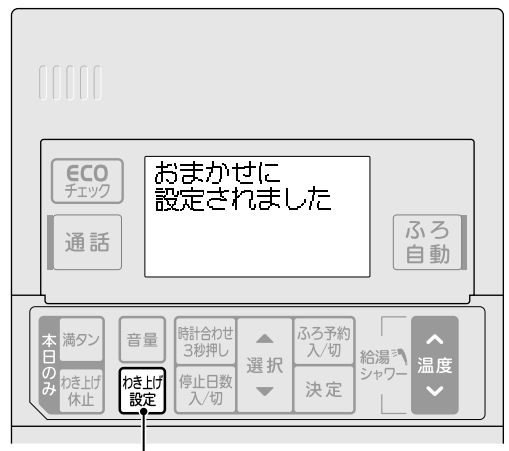 ECO
チェック
おまかせに
設定されました
通話
ふろ
自動
本日のみ
満タン
わき上げ
休止
音量
わき上げ
設定
時計合わせ
3秒押し
停止日数
入/切
選択
ふろ予約
入/切
決定
給湯
シャワー
温度